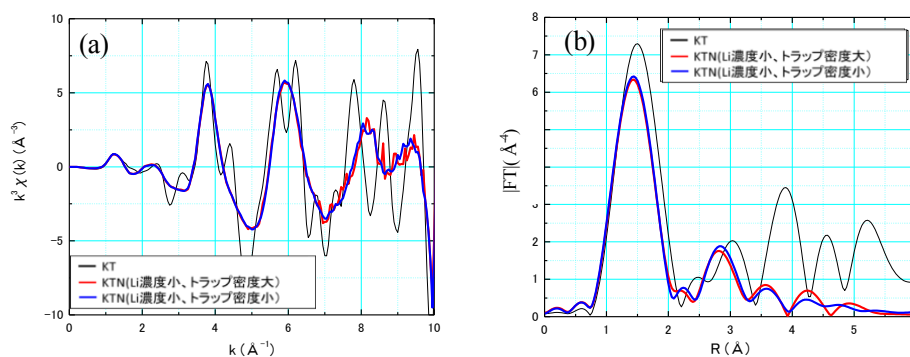 (a)
k³ χ(k) (Å⁻³)
10
5
0
-5
-10
KT
KTN(Li濃度小、トラップ密度大)
KTN(Li濃度小、トラップ密度小)
0 2 4 6 8 10
k (Å⁻¹)
(b)
|FT|( Å⁻⁴)
8
7
6
5
4
3
2
1
0
KT
KTN(Li濃度小、トラップ密度大)
KTN(Li濃度小、トラップ密度小)
0 1 2 3 4 5
R (Å)